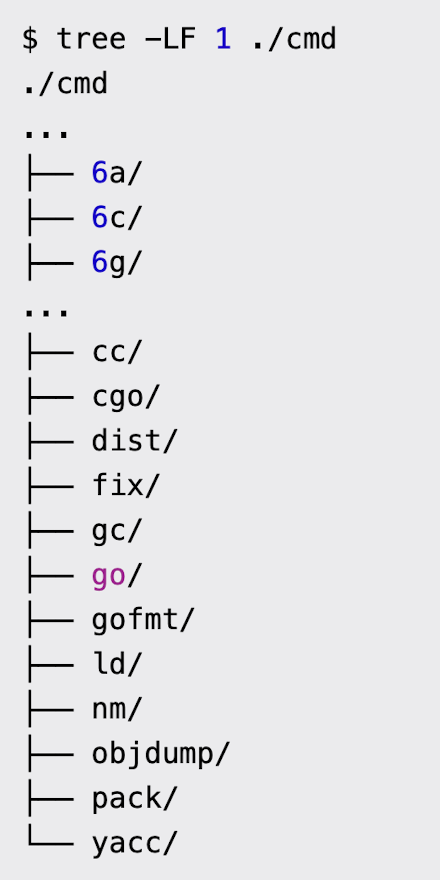 $ tree -LF 1 ./cmd
./cmd
...
├── 6a/
├── 6c/
├── 6g/
...
├── cc/
├── cgo/
├── dist/
├── fix/
├── gc/
├── go/
├── gofmt/
├── ld/
├── nm/
├── objdump/
├── pack/
└── yacc/